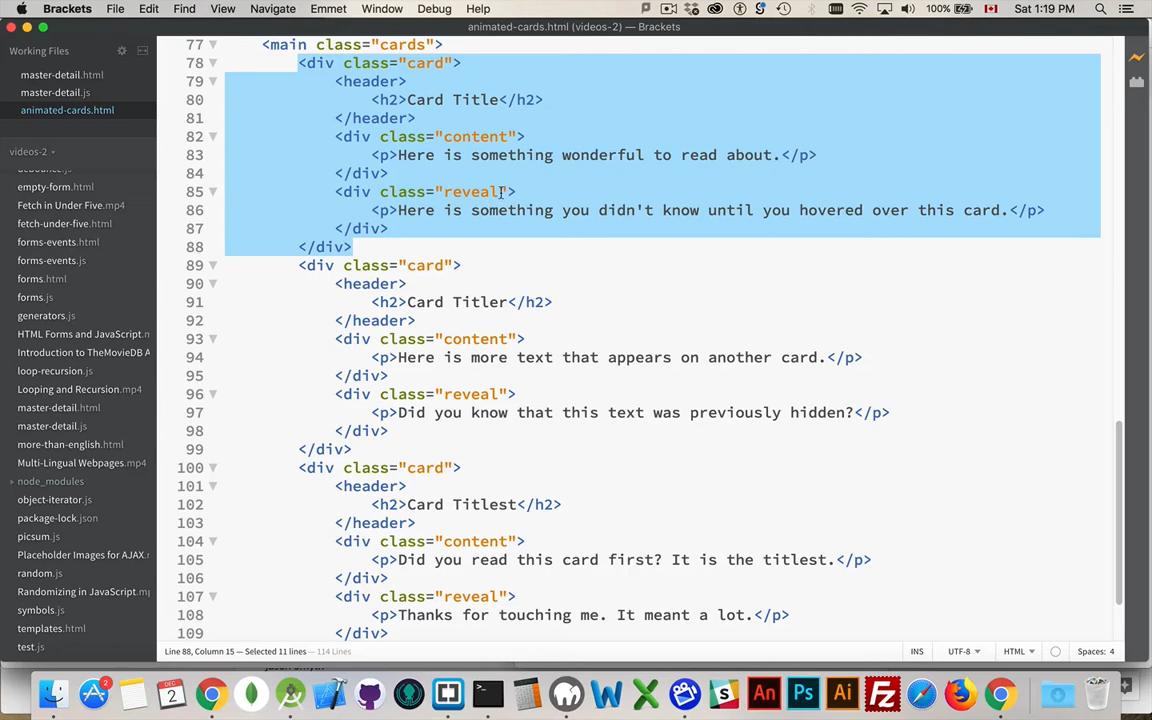 Brackets File Edit Find View Navigate Emmet Window Debug Help 100% Sat 1:19 PM
animated-cards.html (videos-2) — Brackets
Working Files
master-detail.html
master-detail.js
animated-cards.html
videos-2
debounce.js
empty-form.html
Fetch in Under Five.mp4
fetch-under-five.html
forms-events.html
forms-events.js
forms.html
forms.js
generators.js
HTML Forms and JavaScript.m
Introduction to TheMovieDB A
loop-recursion.js
Looping and Recursion.mp4
master-detail.html
master-detail.js
more-than-english.html
Multi-Lingual Webpages.mp4
node_modules
object-iterator.js
package-lock.json
picsum.js
Placeholder Images for AJAX.r
random.js
Randomizing in JavaScript.mp
symbols.js
templates.html
test.js
77 <main class="cards">
78 <div class="card">
79 <header>
80 <h2>Card Title</h2>
81 </header>
82 <div class="content">
83 <p>Here is something wonderful to read about.</p>
84 </div>
85 <div class="reveal">
86 <p>Here is something you didn't know until you hovered over this card.</p>
87 </div>
88 </div>
89 <div class="card">
90 <header>
91 <h2>Card Titler</h2>
92 </header>
93 <div class="content">
94 <p>Here is more text that appears on another card.</p>
95 </div>
96 <div class="reveal">
97 <p>Did you know that this text was previously hidden?</p>
98 </div>
99 </div>
100 <div class="card">
101 <header>
102 <h2>Card Titlest</h2>
103 </header>
104 <div class="content">
105 <p>Did you read this card first? It is the titlest.</p>
106 </div>
107 <div class="reveal">
108 <p>Thanks for touching me. It meant a lot.</p>
109 </div>
Line 88, Column 15 — Selected 11 lines — 114 Lines INS UTF-8 HTML Spaces: 4
2 DEC 2 An Ps Ai Fz